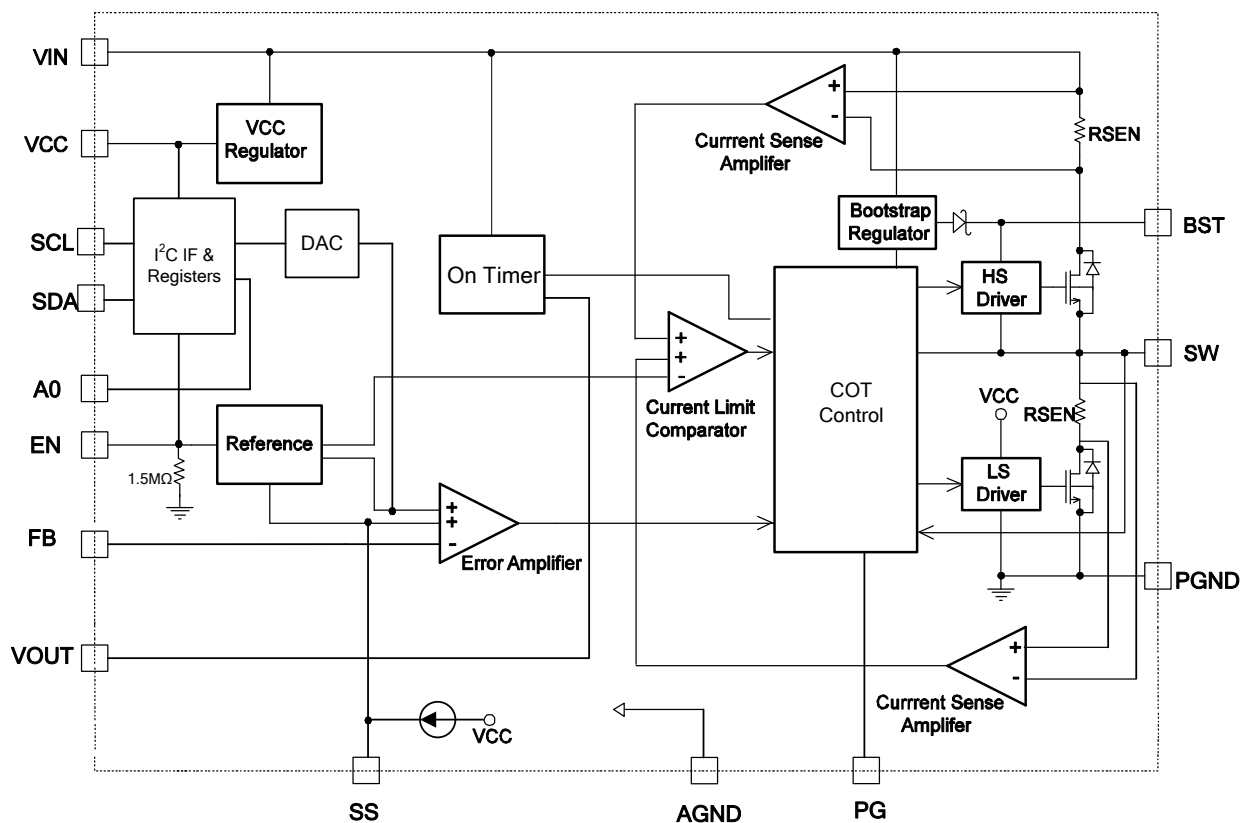 VIN
+
-
VCC
VCC
Regulator
Currrent Sense
Amplifer
RSEN
SCL
I2C IF &
Registers
DAC
On Timer
Bootstrap
Regulator
BST
SDA
HS
Driver
+
+
-
SW
A0
Current Limit
Comparator
COT
Control
VCC
RSEN
EN
Reference
1.5MΩ
LS
Driver
+
+
-
FB
Error Amplifier
PGND
VOUT
+
-
Currrent Sense
Amplifer
VCC
SS
AGND
PG